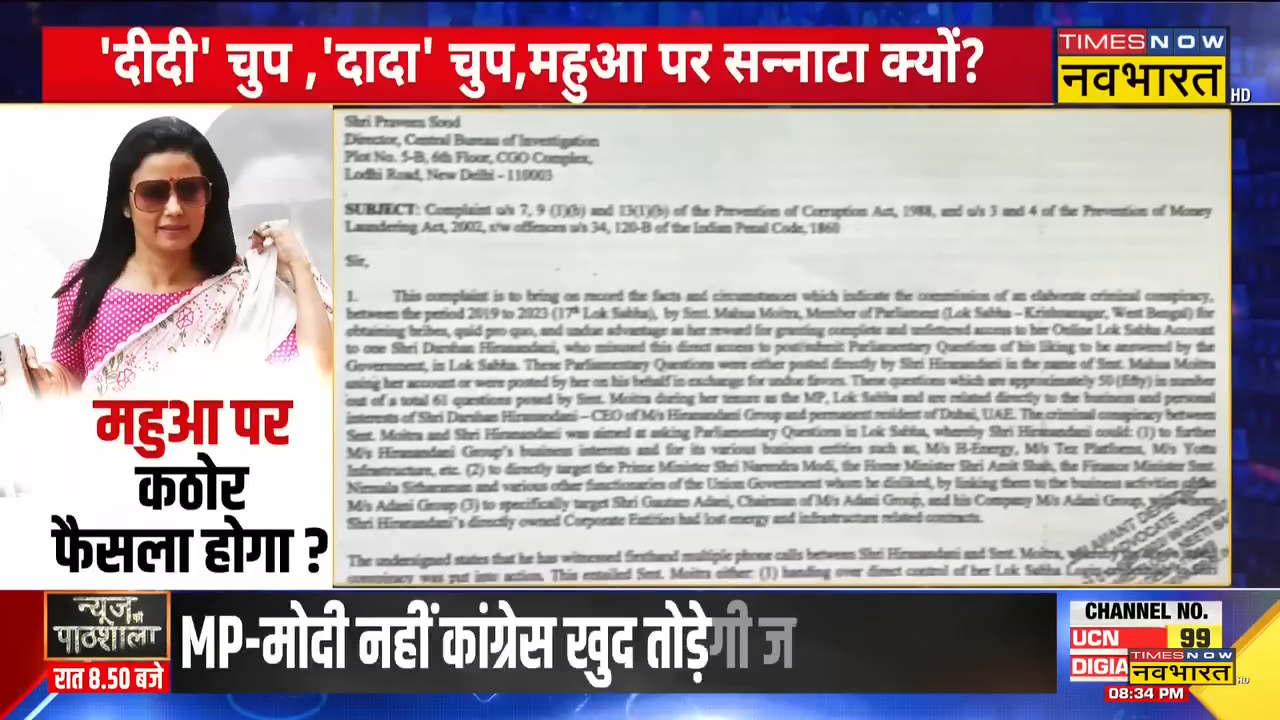 'दीदी' चुप ,'दादा' चुप,महुआ पर सन्नाटा क्यों?
TIMES NOW
नवभारत
HD
Shri Praveen Sood
Director, Central Bureau of Investigation
Plot No. 5-B, 6th Floor, CGO Complex,
Lodhi Road, New Delhi - 110003
SUBJECT: Complaint u/s 7, 9 (1)(b) and 13(1)(b) of the Prevention of Corruption Act, 1988, and u/s 3 and 4 of the Prevention of Money
Laundering Act, 2002, r/w offences u/s 34, 120-B of the Indian Penal Code, 1860
Sir,
1. This complaint is to bring on record the facts and circumstances which indicate the commission of an elaborate criminal conspiracy,
between the period 2019 to 2023 (17th Lok Sabha), by Smt. Mahua Moitra, Member of Parliament (Lok Sabha – Krishnanagar, West Bengal) for
obtaining bribes, quid pro quo, and undue advantage as her reward for granting complete and unfettered access to her Online Lok Sabha Account
to one Shri Darshan Hiranandani, who misused this direct access to post/submit Parliamentary Questions of his liking to be answered by the
Government, in Lok Sabha. These Parliamentary Questions were either posted directly by Shri Hiranandani in the name of Smt. Mahua Moitra
using her account or were posted by her on his behalf in exchange for undue favors. These questions which are approximately 50 (fifty) in number
out of a total 61 questions posed by Smt. Moitra during her tenure as the MP, Lok Sabha and are related directly to the business and personal
interests of Shri Darshan Hiranandani – CEO of M/s Hiranandani Group and permanent resident of Dubai, UAE. The criminal conspiracy between
Smt. Moitra and Shri Hiranandani was aimed at asking Parliamentary Questions in Lok Sabha, whereby Shri Hiranandani could: (1) to further
M/s Hiranandani Group's business interests and for its various business entities such as, M/s H-Energy, M/s Tez Platforms, M/s Yotta
Infrastructure, etc. (2) to directly target the Prime Minister Shri Narendra Modi, the Home Minister Shri Amit Shah, the Finance Minister Smt.
Nirmala Sitharaman and various other functionaries of the Union Government whom he disliked, by linking them to the business activities of the
M/s Adani Group (3) to specifically target Shri Gautam Adani, Chairman of M/s Adani Group, and his Company M/s Adani Group,
Shri Hiranandani's directly owned Corporate Entities had lost energy and infrastructure related contracts.
The undersigned states that he has witnessed firsthand multiple phone calls between Shri Hiranandani and Smt. Moitra,
conspiracy was put into action. This entailed Smt. Moitra either: (1) handing over direct control of her Lok Sabha Login
ADVOCATE
महुआ पर
कठोर
फैसला होगा ?
न्यूज़ की
पाठशाला
रात 8.50 बजे
MP-मोदी नहीं कांग्रेस खुद तोड़ेगी ज
CHANNEL NO.
UCN 99
DIGIA
TIMES NOW
नवभारत
HD
08:34 PM